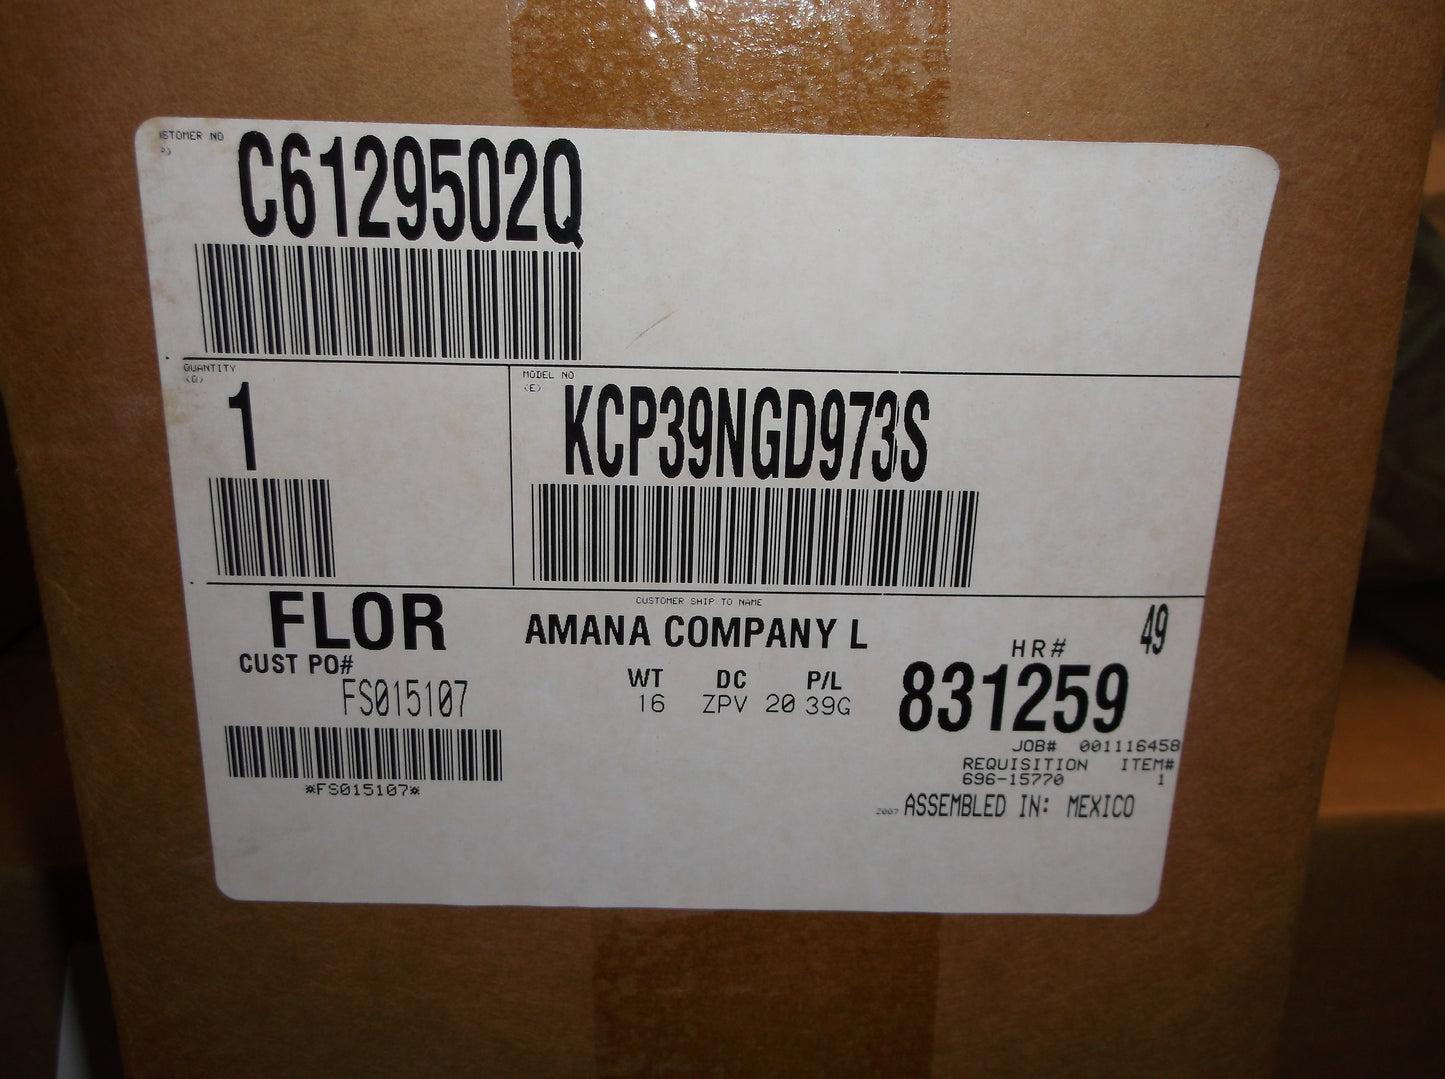 STOMER NO
C6129502Q
QUANTITY
(Q)
1
MODEL NO
(E)
KCP39NGD973S
FLOR
CUST PO#
FS015107
*FS015107*
CUSTOMER SHIP TO NAME
AMANA COMPANY L
WT DC P/L
16 ZPV 20 39G
49
HR#
831259
JOB# 001116458
REQUISITION ITEM#
696-15770 1
2007 ASSEMBLED IN: MEXICO